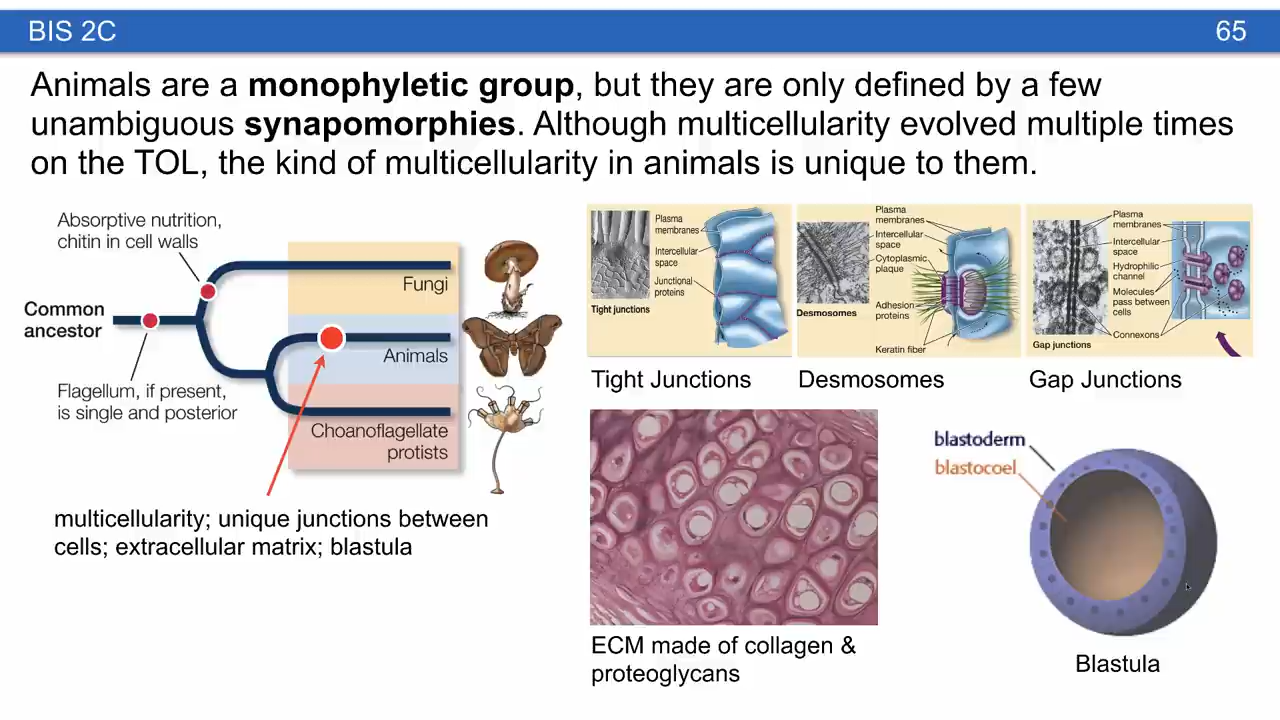 BIS 2C
65
Animals are a monophyletic group, but they are only defined by a few
unambiguous synapomorphies. Although multicellularity evolved multiple times
on the TOL, the kind of multicellularity in animals is unique to them.
Absorptive nutrition,
chitin in cell walls
Common
ancestor
Flagellum, if present,
is single and posterior
Fungi
Animals
Choanoflagellate
protists
multicellularity; unique junctions between
cells; extracellular matrix; blastula
Plasma
membranes
Intercellular
space
Junctional
proteins
Tight junctions
Tight Junctions
Plasma
membranes
Intercellular
space
Cytoplasmic
plaque
Adhesion
proteins
Keratin fiber
Desmosomes
Desmosomes
Plasma
membranes
Intercellular
space
Hydrophilic
channel
Molecules
pass between
cells
Connexons
Gap junctions
Gap Junctions
ECM made of collagen &
proteoglycans
blastoderm
blastocoel
Blastula